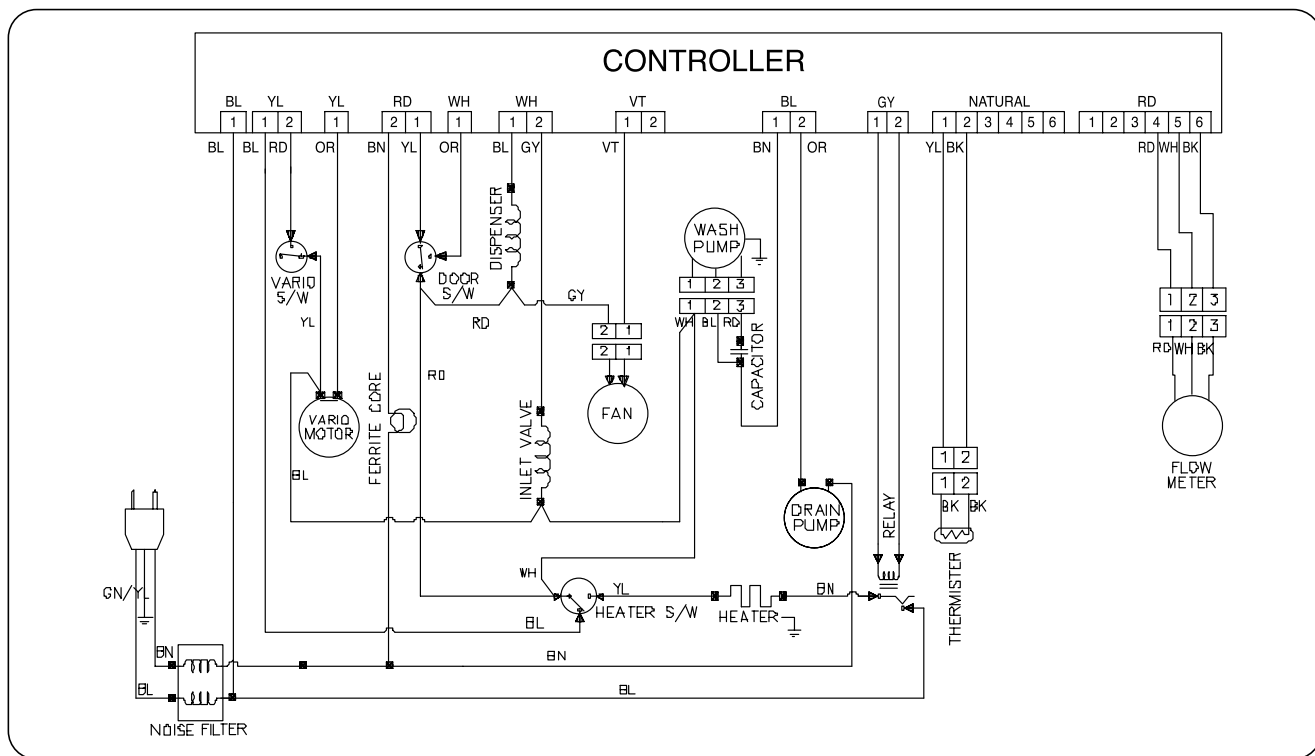 CONTROLLER
BL YL YL RD WH WH VT BL GY NATURAL RD
1 1 2 1 2 1 1 1 2 1 2 1 2 1 2 1 2 3 4 5 6 1 2 3 4 5 6
BL BL RD OR BN YL OR BL GY VT BN OR YL BK RD WH BK
DISPENSER
WASH
PUMP
VARIO
S/W
DOOR
S/W
GY
1 2 3
1 2 3
WH BL RD
YL
RD
2 1
2 1
CAPACITOR
1 2 3
1 2 3
RD WH BK
RD
FERRITE CORE
FAN
VARIO
MOTOR
INLET VALVE
FLOW
METER
BL
1 2
1 2
BK BK
DRAIN
PUMP
RELAY
THERMISTER
GN/YL
WH
YL
BN
HEATER S/W
HEATER
BL
BN
BN
BL
BL
NOISE FILTER